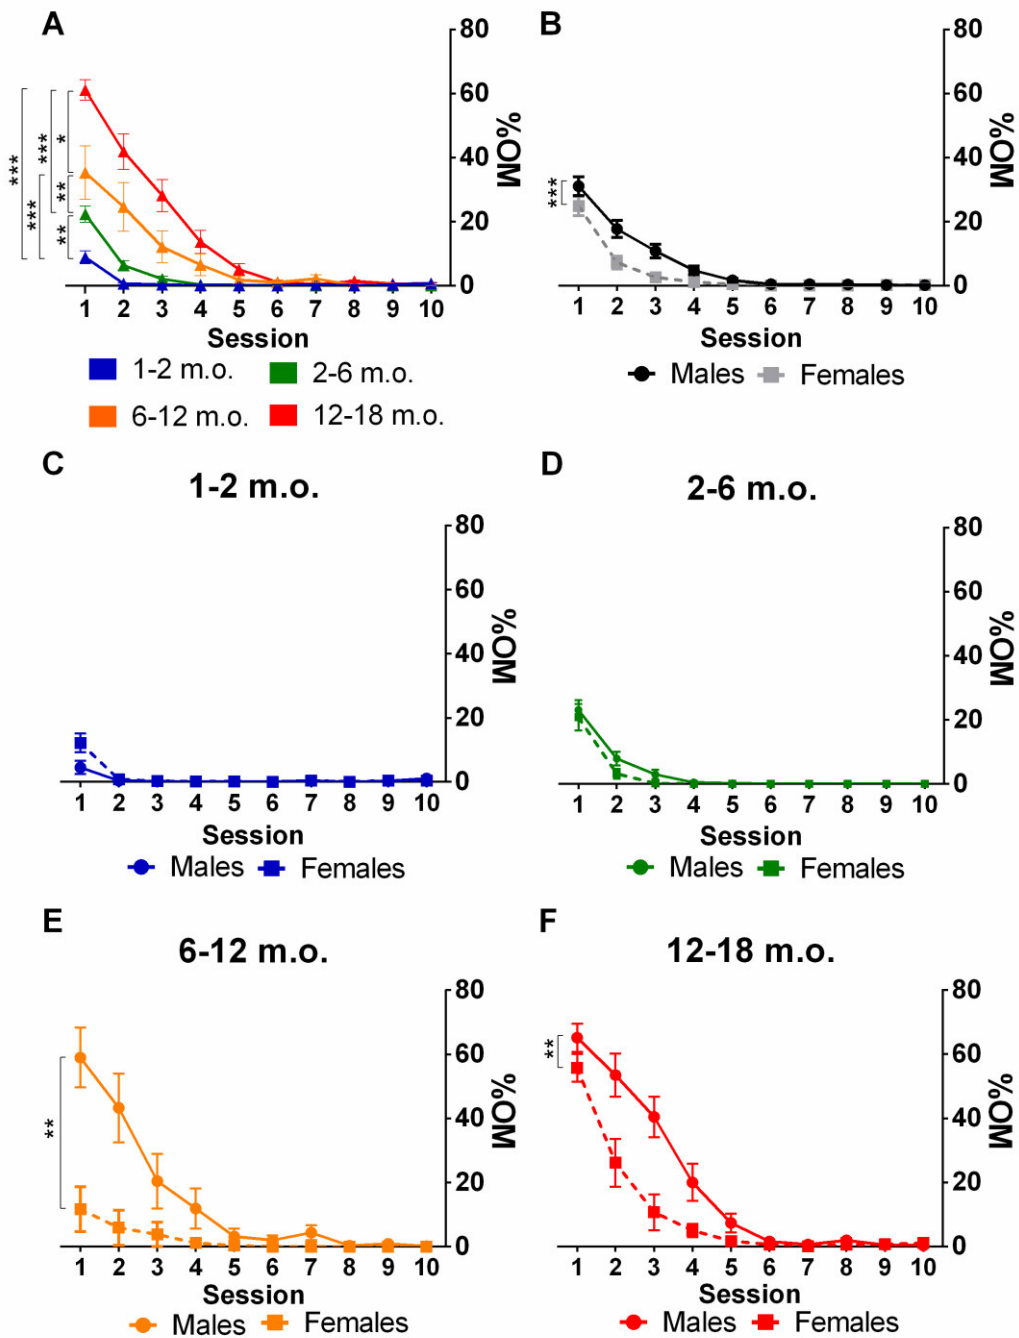 A
80
60
40
20
0
%OM
***
***
***
*
**
**
1 2 3 4 5 6 7 8 9 10
Session
1-2 m.o. 2-6 m.o.
6-12 m.o. 12-18 m.o.
B
80
60
40
20
0
%OM
***
1 2 3 4 5 6 7 8 9 10
Session
Males Females
C
1-2 m.o.
80
60
40
20
0
%OM
1 2 3 4 5 6 7 8 9 10
Session
Males Females
D
2-6 m.o.
80
60
40
20
0
%OM
1 2 3 4 5 6 7 8 9 10
Session
Males Females
E
6-12 m.o.
80
60
40
20
0
%OM
**
1 2 3 4 5 6 7 8 9 10
Session
Males Females
F
12-18 m.o.
80
60
40
20
0
%OM
**
1 2 3 4 5 6 7 8 9 10
Session
Males Females